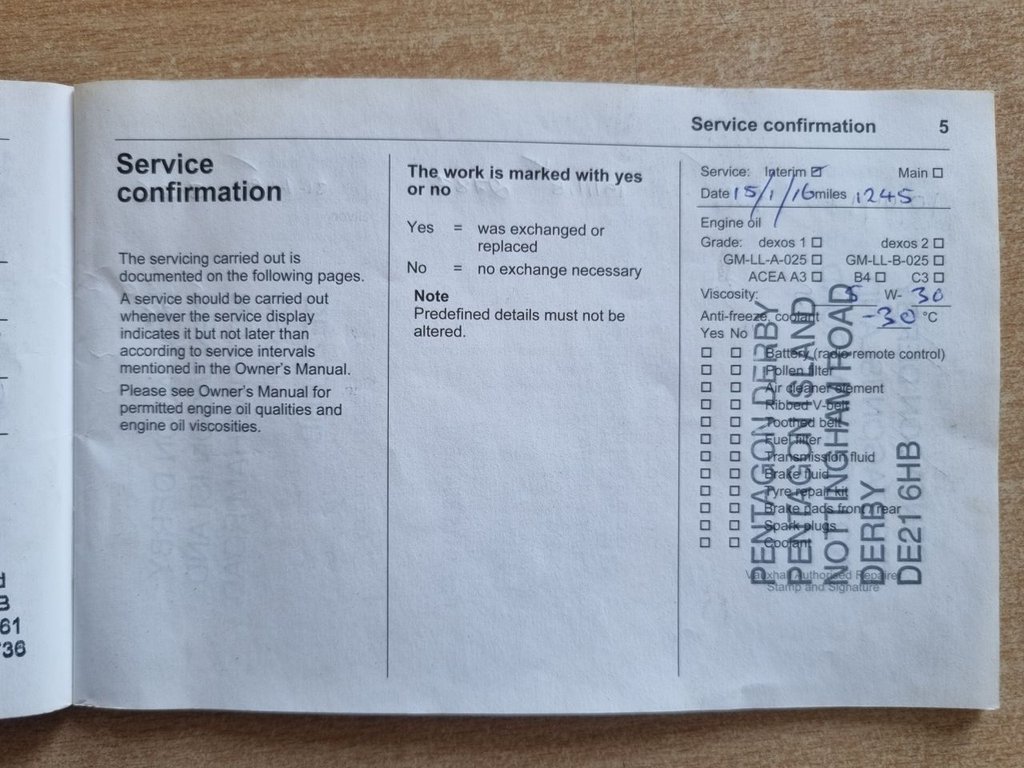 Service confirmation 5
Service
confirmation
The servicing carried out is
documented on the following pages.
A service should be carried out
whenever the service display
indicates it but not later than
according to service intervals
mentioned in the Owner's Manual.
Please see Owner's Manual for
permitted engine oil qualities and
engine oil viscosities.
The work is marked with yes
or no
Yes = was exchanged or
replaced
No = no exchange necessary
Note
Predefined details must not be
altered.
Service: Interim ☑ Main ☐
Date 15/1/16 miles 1245
Engine oil
Grade: dexos 1 ☐ dexos 2 ☐
GM-LL-A-025 ☐ GM-LL-B-025 ☐
ACEA A3 ☐ B4 ☐ C3 ☐
Viscosity: 5 W- 30
Anti-freeze, coolant -30 °C
Yes No
☐ ☐ Battery (radio remote control)
☐ ☐ Pollen filter
☐ ☐ Air cleaner element
☐ ☐ Ribbed V-belt
☐ ☐ Toothed belt
☐ ☐ Fuel filter
☐ ☐ Transmission fluid
☐ ☐ Brake fluid
☐ ☐ Tyre repair kit
☐ ☐ Brake pads front / rear
☐ ☐ Spark plugs
☐ ☐ Coolant
Vauxhall Authorised Repairer
Stamp and Signature
PENTAGON DERBY
PENTAGON ISLAND
NOTTINGHAM ROAD
DERBY
DE21 6HB
61
736